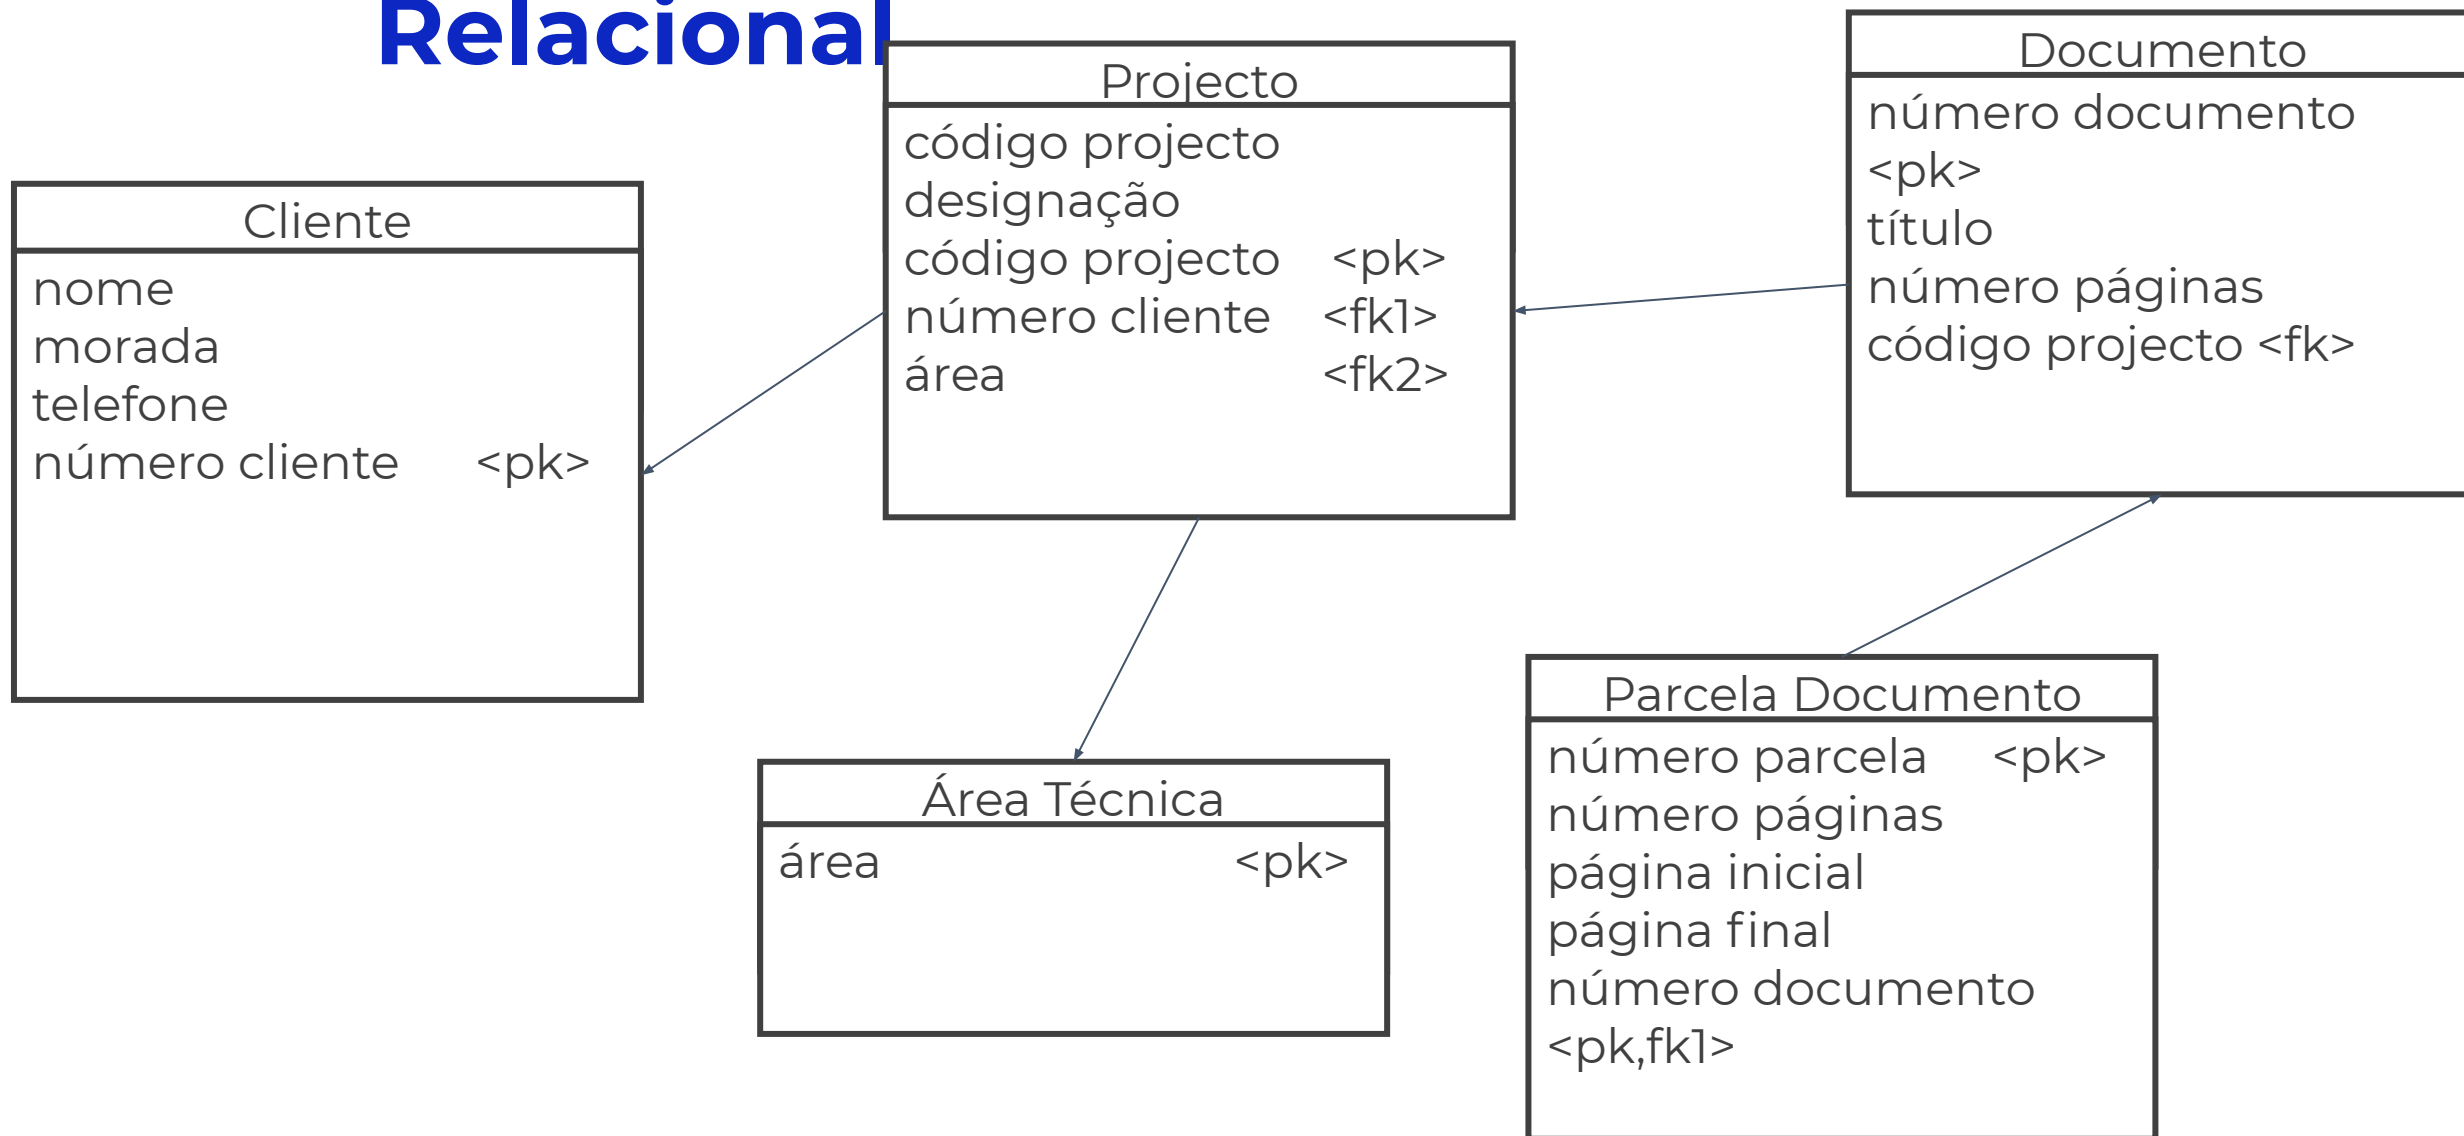 Relacional
Cliente
nome
morada
telefone
número cliente <pk>
Projecto
código projecto
designação
código projecto <pk>
número cliente <fk1>
área <fk2>
Documento
número documento
<pk>
título
número páginas
código projecto <fk>
Área Técnica
área <pk>
Parcela Documento
número parcela <pk>
número páginas
página inicial
página final
número documento
<pk,fk1>